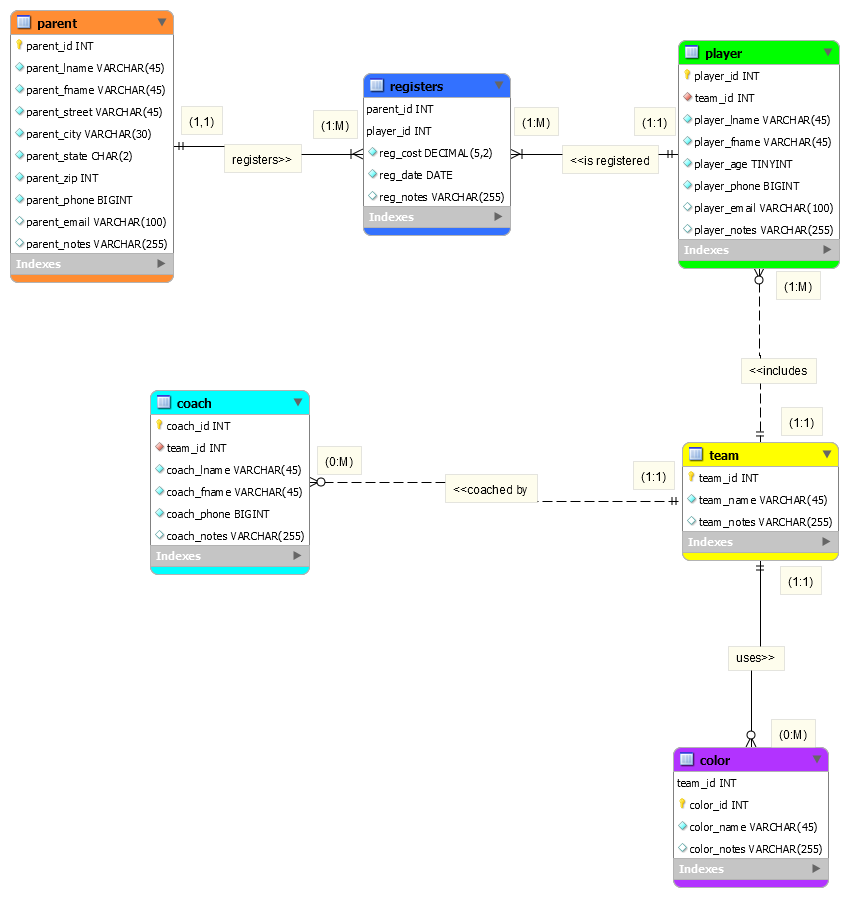 parent
parent_id INT
parent_lname VARCHAR(45)
parent_fname VARCHAR(45)
parent_street VARCHAR(45)
parent_city VARCHAR(30)
parent_state CHAR(2)
parent_zip INT
parent_phone BIGINT
parent_email VARCHAR(100)
parent_notes VARCHAR(255)
Indexes
(1,1)
registers>>
(1:M)
registers
parent_id INT
player_id INT
reg_cost DECIMAL(5,2)
reg_date DATE
reg_notes VARCHAR(255)
Indexes
(1:M)
<<is registered
(1:1)
player
player_id INT
team_id INT
player_lname VARCHAR(45)
player_fname VARCHAR(45)
player_age TINYINT
player_phone BIGINT
player_email VARCHAR(100)
player_notes VARCHAR(255)
Indexes
(1:M)
<<includes
(1:1)
coach
coach_id INT
team_id INT
coach_lname VARCHAR(45)
coach_fname VARCHAR(45)
coach_phone BIGINT
coach_notes VARCHAR(255)
Indexes
(0:M)
<<coached by
(1:1)
team
team_id INT
team_name VARCHAR(45)
team_notes VARCHAR(255)
Indexes
(1:1)
uses>>
(0:M)
color
team_id INT
color_id INT
color_name VARCHAR(45)
color_notes VARCHAR(255)
Indexes